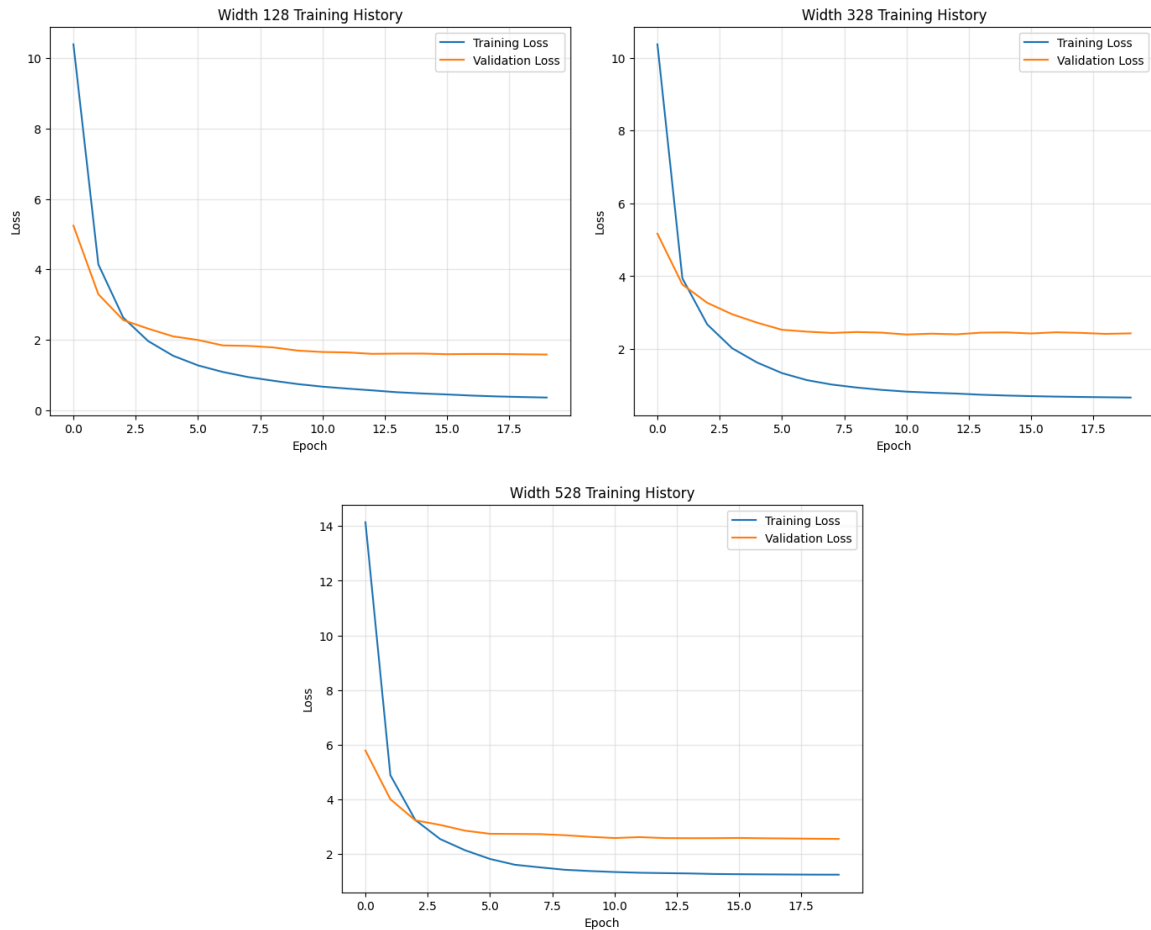 Width 128 Training History
Training Loss
Validation Loss
10
8
6
4
2
0
Loss
0.0 2.5 5.0 7.5 10.0 12.5 15.0 17.5
Epoch
Width 328 Training History
Training Loss
Validation Loss
10
8
6
4
2
Loss
0.0 2.5 5.0 7.5 10.0 12.5 15.0 17.5
Epoch
Width 528 Training History
Training Loss
Validation Loss
14
12
10
8
6
4
2
Loss
0.0 2.5 5.0 7.5 10.0 12.5 15.0 17.5
Epoch